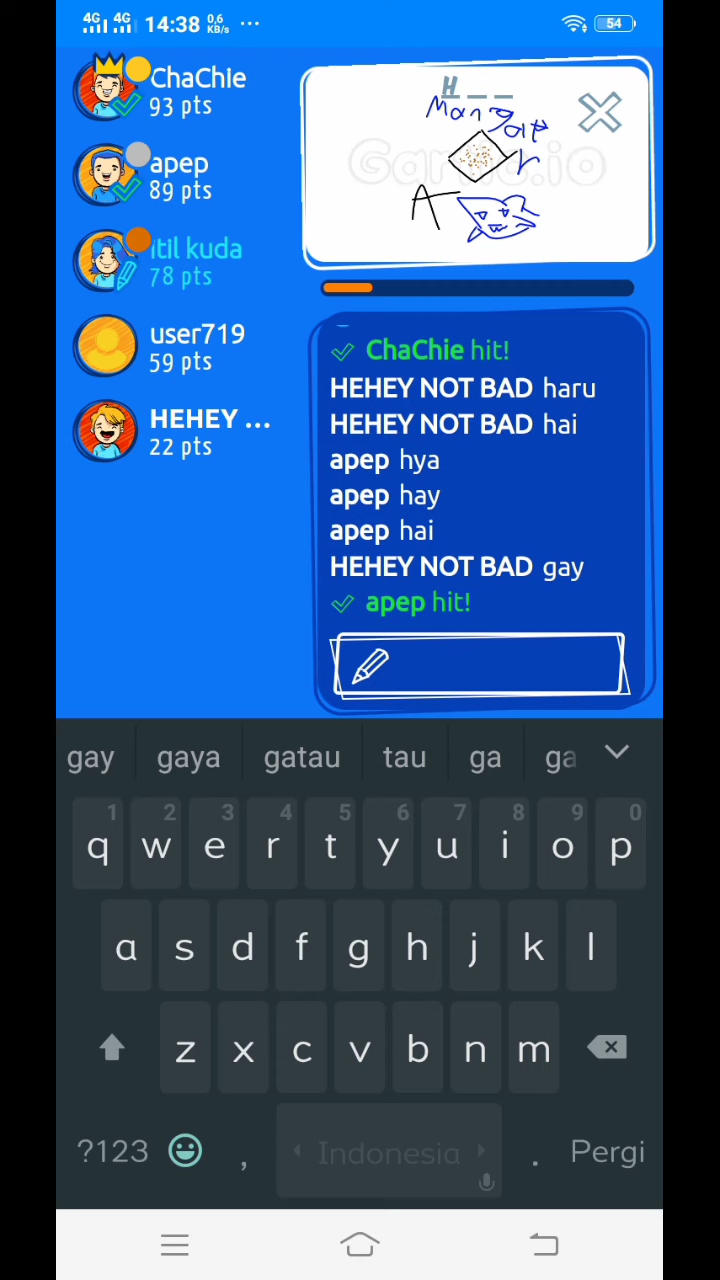 4G 4G 14:38 0,6 KB/s ... 54
ChaChie
93 pts
apep
89 pts
itil kuda
78 pts
user719
59 pts
HEHEY ...
22 pts
H _ _ _
Gartic.io
A
ChaChie hit!
HEHEY NOT BAD haru
HEHEY NOT BAD hai
apep hya
apep hay
apep hai
HEHEY NOT BAD gay
apep hit!
gay gaya gatau tau ga ga
1 2 3 4 5 6 7 8 9 0
q w e r t y u i o p
a s d f g h j k l
z x c v b n m
?123 , Indonesia . Pergi